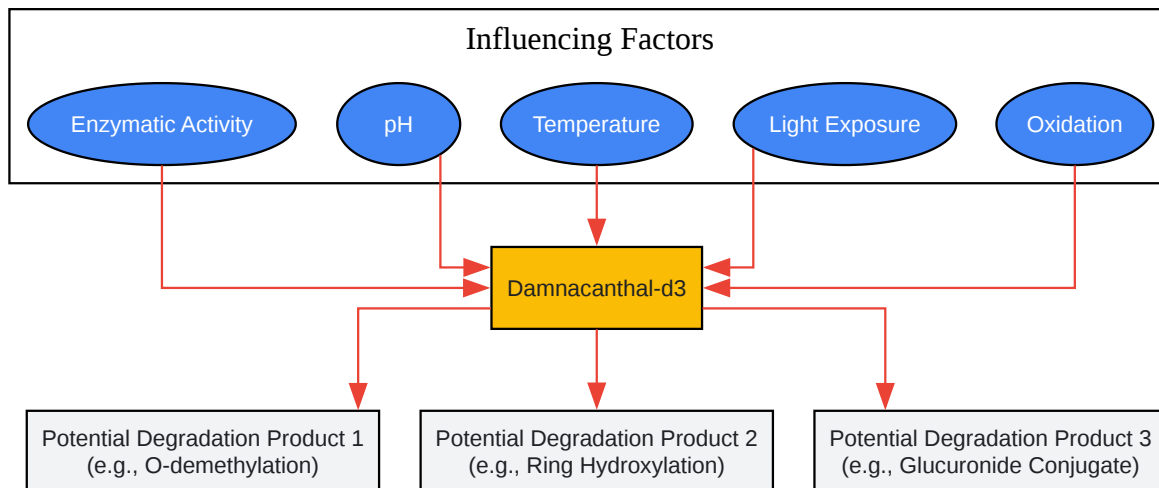 Influencing Factors
Enzymatic Activity
pH
Temperature
Light Exposure
Oxidation
Damnacanthal-d3
Potential Degradation Product 1
(e.g., O-demethylation)
Potential Degradation Product 2
(e.g., Ring Hydroxylation)
Potential Degradation Product 3
(e.g., Glucuronide Conjugate)